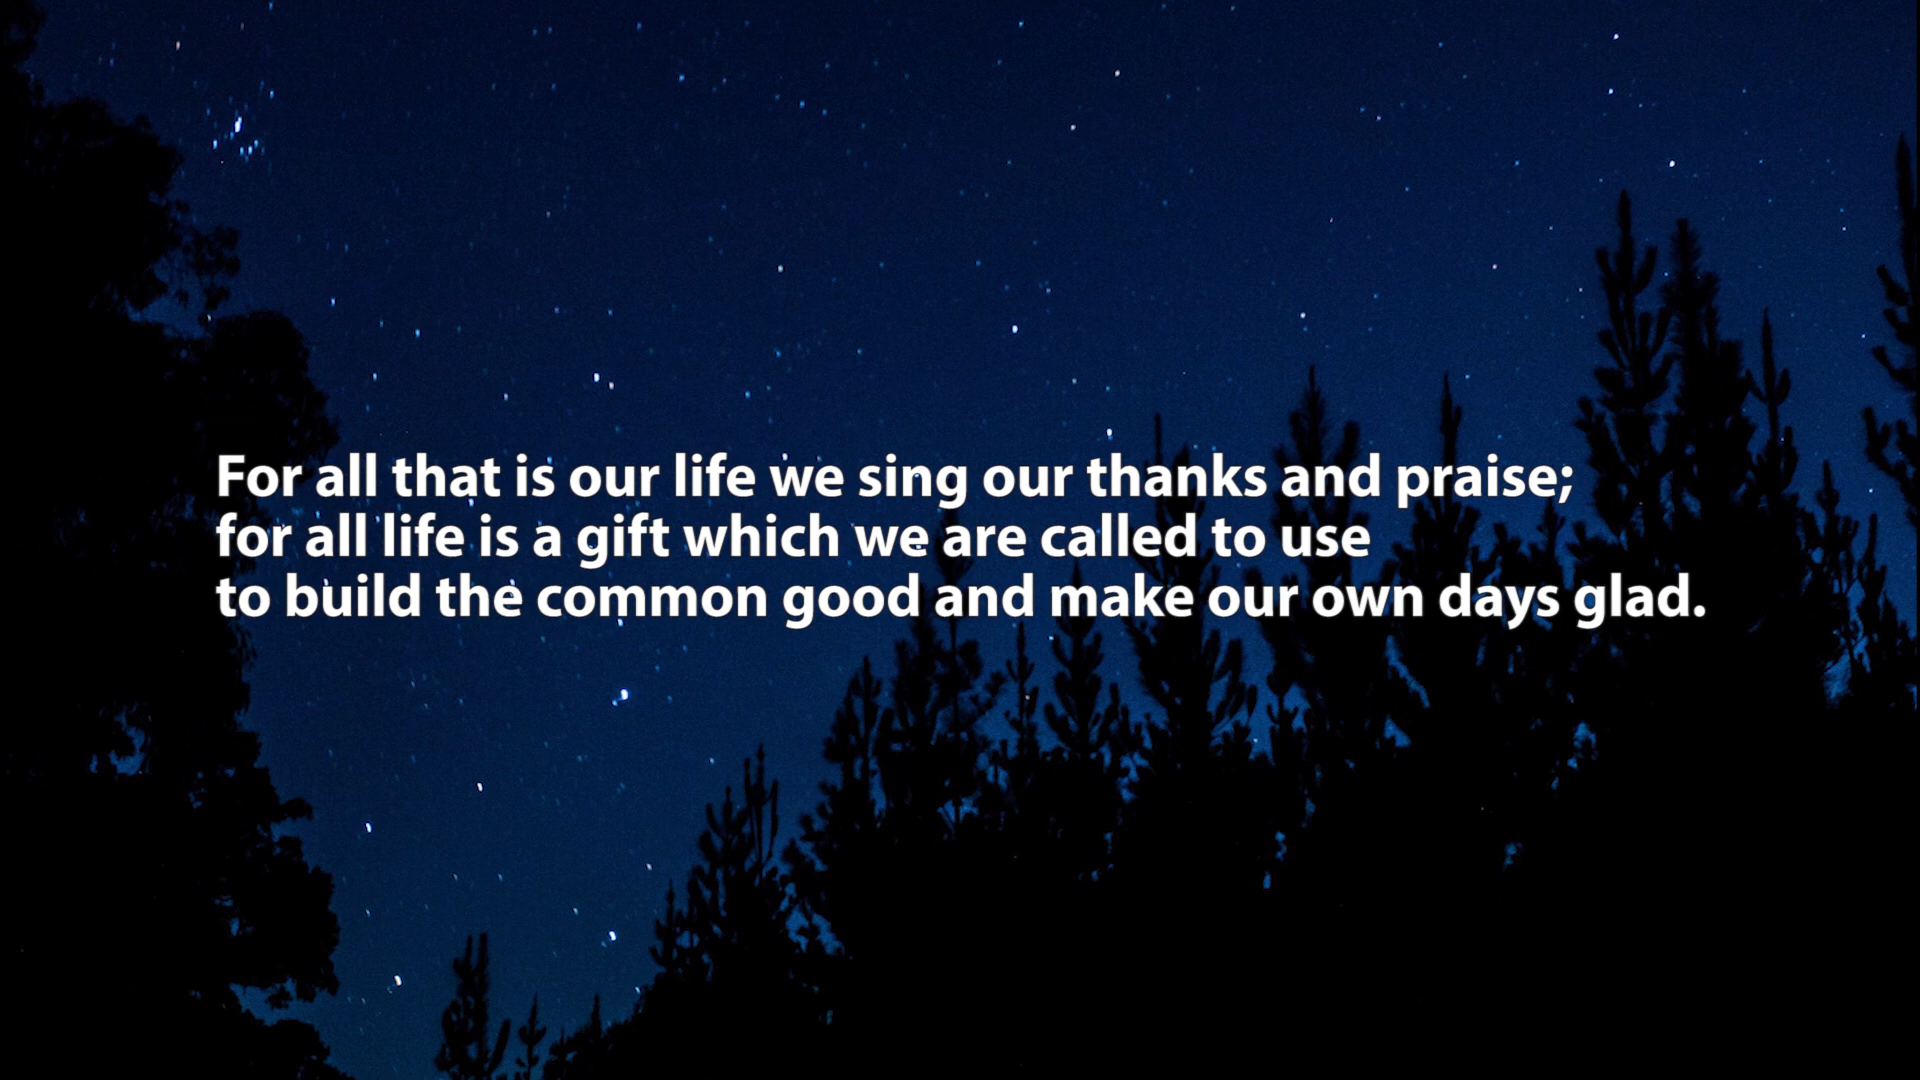 For all that is our life we sing our thanks and praise;
for all life is a gift which we are called to use
to build the common good and make our own days glad.